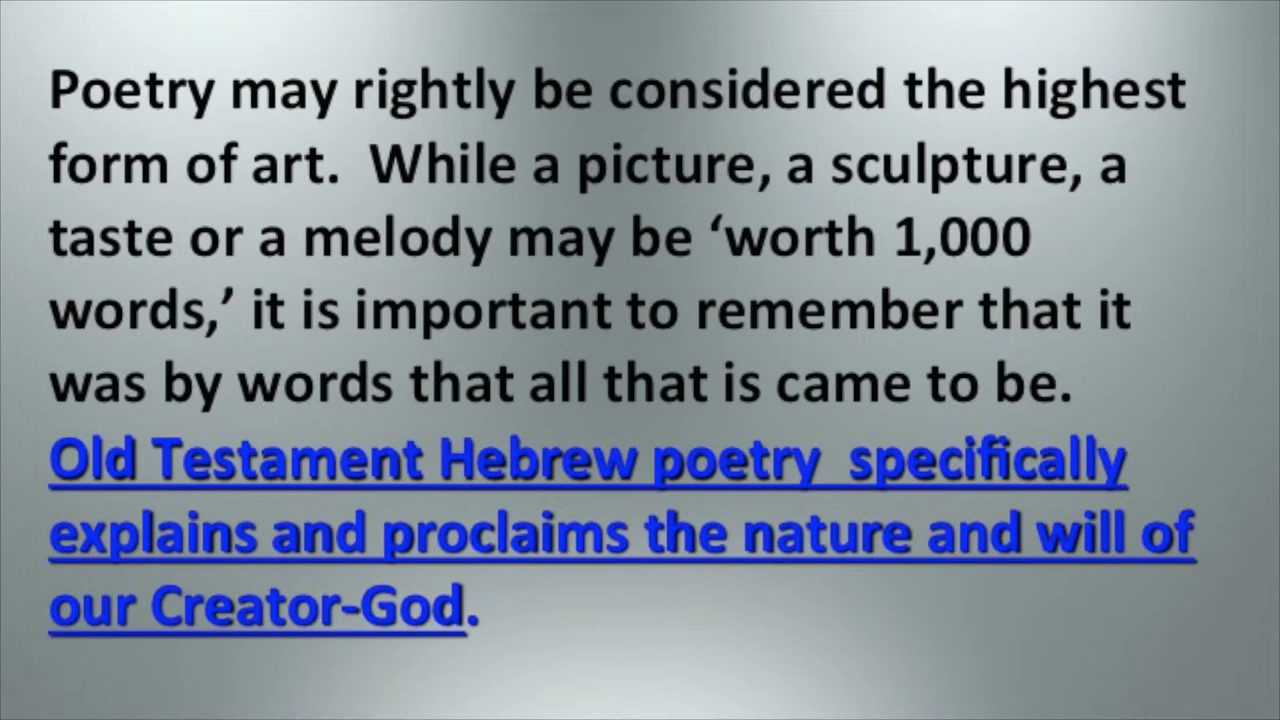 Poetry may rightly be considered the highest
form of art.  While a picture, a sculpture, a
taste or a melody may be ‘worth 1,000
words,’ it is important to remember that it
was by words that all that is came to be.
Old Testament Hebrew poetry  specifically
explains and proclaims the nature and will of
our Creator-God.